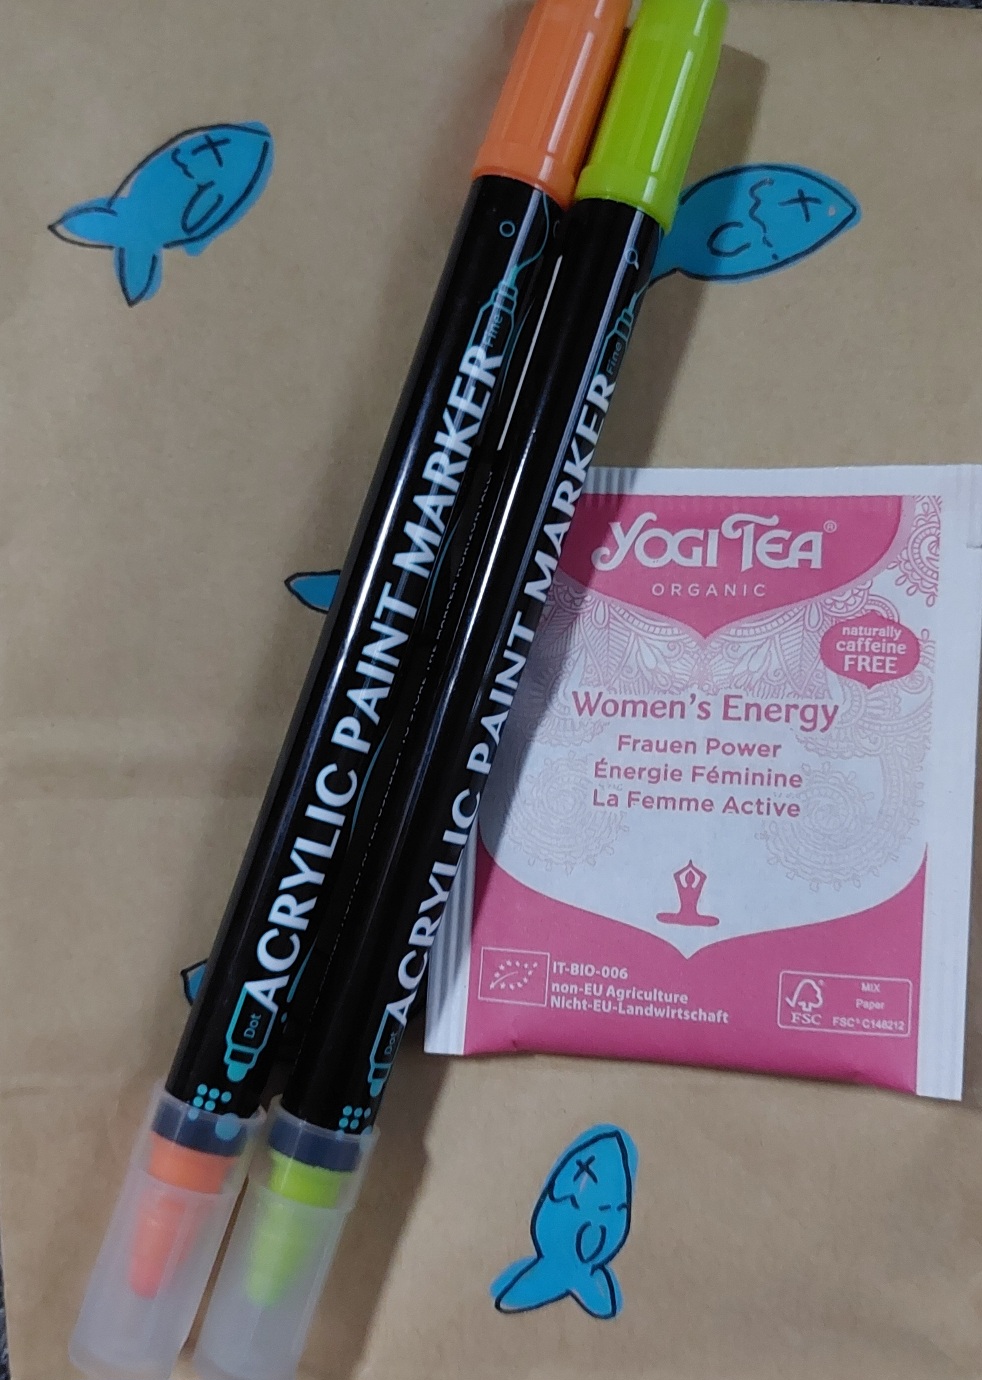 Fine
ACRYLIC PAINT MARKER
Dot
Fine
ACRYLIC PAINT MARKER
Dot
YOGI TEA®
ORGANIC
naturally
caffeine
FREE
Women's Energy
Frauen Power
Énergie Féminine
La Femme Active
IT-BIO-006
non-EU Agriculture
Nicht-EU-Landwirtschaft
FSC
MIX
Paper
FSC® C148212